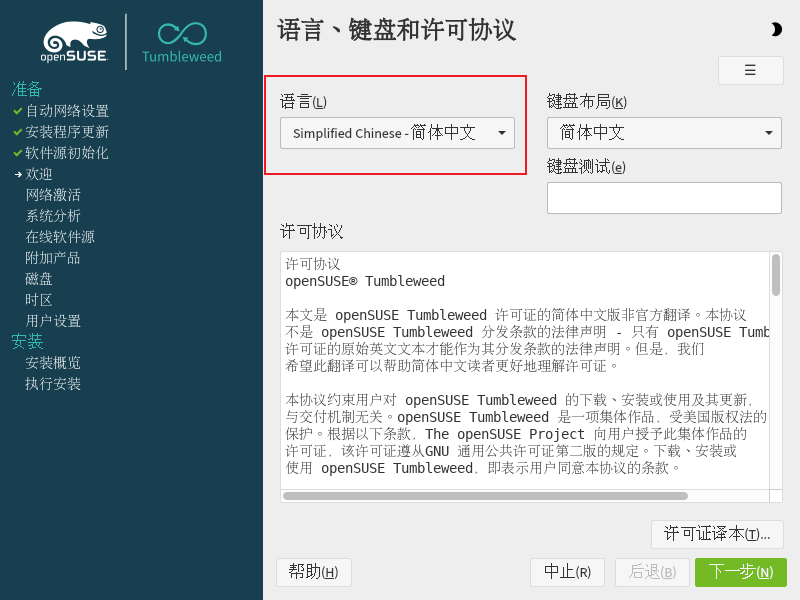 openSUSE
Tumbleweed
准备
自动网络设置
安装程序更新
软件源初始化
欢迎
网络激活
系统分析
在线软件源
附加产品
磁盘
时区
用户设置
安装
安装概览
执行安装
语言、键盘和许可协议
语言(L)
Simplified Chinese - 简体中文
键盘布局(K)
简体中文
键盘测试(e)
许可协议
许可协议
openSUSE® Tumbleweed
本文是 openSUSE Tumbleweed 许可证的简体中文版非官方翻译。本协议
不是 openSUSE Tumbleweed 分发条款的法律声明 - 只有 openSUSE Tumb
许可证的原始英文文本才能作为其分发条款的法律声明。但是，我们
希望此翻译可以帮助简体中文读者更好地理解许可证。
本协议约束用户对 openSUSE Tumbleweed 的下载、安装或使用及其更新，
与交付机制无关。openSUSE Tumbleweed 是一项集体作品，受美国版权法的
保护。根据以下条款，The openSUSE Project 向用户授予此集体作品的
许可证，该许可证遵从GNU 通用公共许可证第二版的规定。下载、安装或
使用 openSUSE Tumbleweed，即表示用户同意本协议的条款。
许可证译本(T)...
帮助(H)
中止(R)
后退(B)
下一步(N)